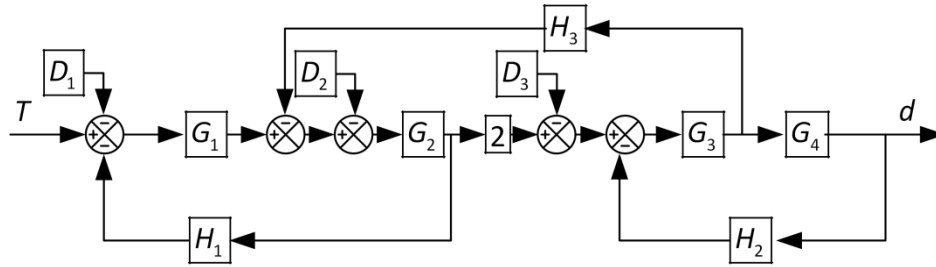 H₃
D₁
D₂
D₃
T
G₁
G₂
2
G₃
G₄
d
H₁
H₂